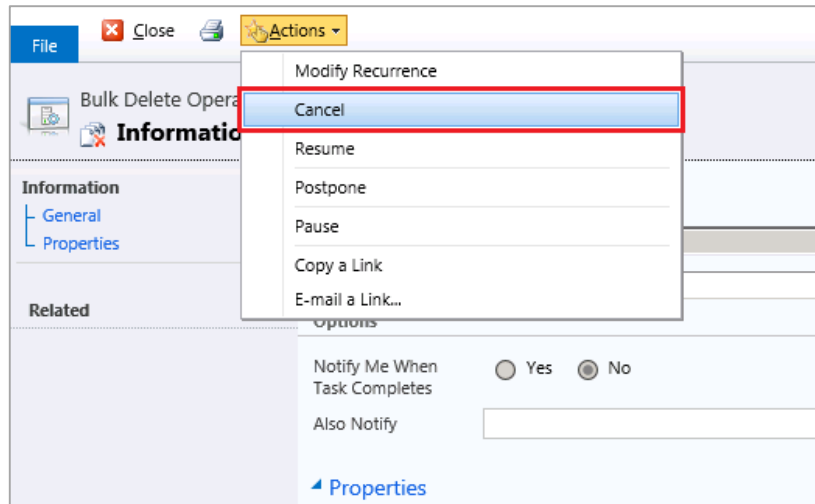 File
Close
Actions
Modify Recurrence
Cancel
Resume
Postpone
Pause
Copy a Link
E-mail a Link...
Bulk Delete Opera
Informatio
Information
General
Properties
Related
Options
Notify Me When
Task Completes
Yes
No
Also Notify
Properties